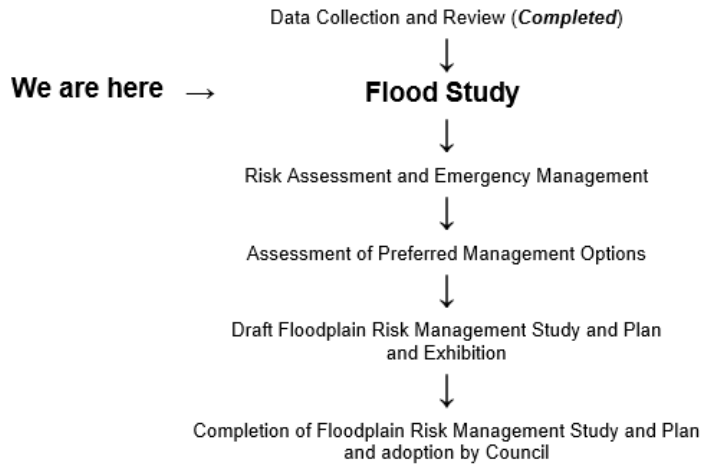 Data Collection and Review (Completed)
We are here → Flood Study
Risk Assessment and Emergency Management
Assessment of Preferred Management Options
Draft Floodplain Risk Management Study and Plan
and Exhibition
Completion of Floodplain Risk Management Study and Plan
and adoption by Council